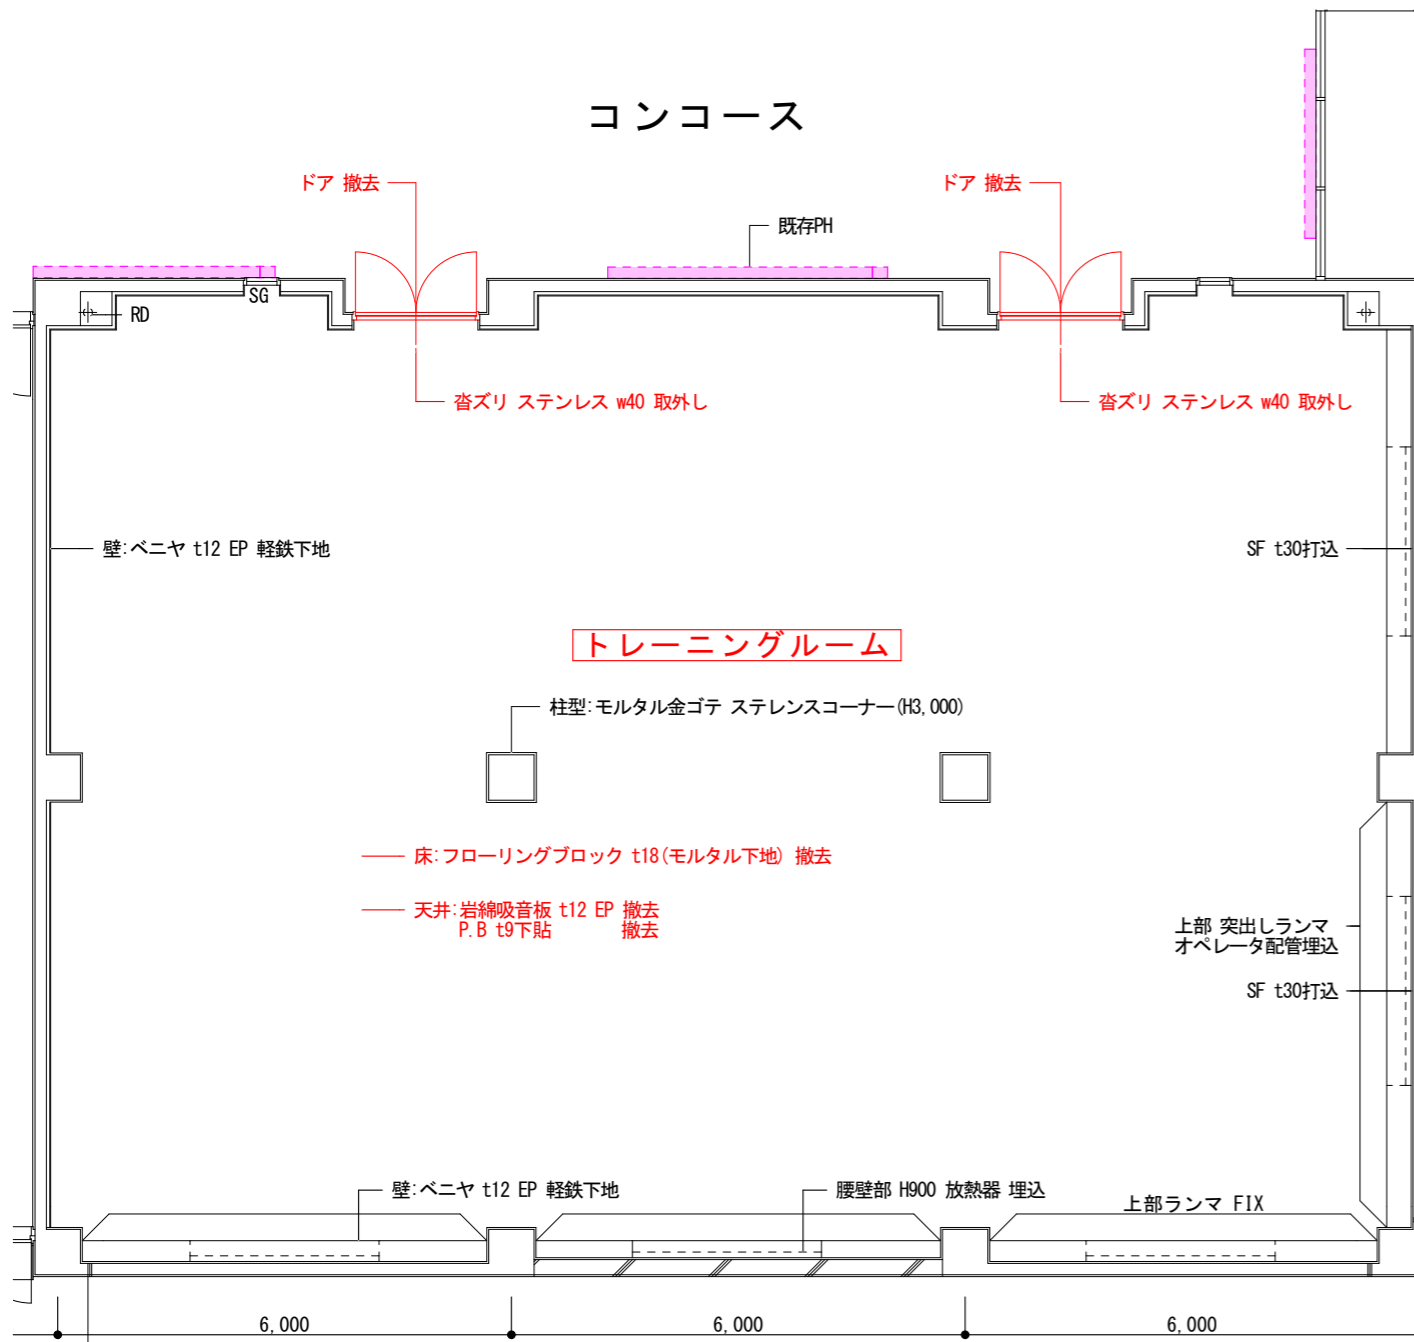 コンコース
ドア 撤去
ドア 撤去
既存PH
SG
RD
沓ズリ ステンレス w40 取外し
沓ズリ ステンレス w40 取外し
壁:ベニヤ t12 EP 軽鉄下地
SF t30打込
トレーニングルーム
柱型:モルタル金ゴテ ステレンスコーナー(H3,000)
床:フローリングブロック t18(モルタル下地) 撤去
天井:岩綿吸音板 t12 EP 撤去
P.B t9下貼 撤去
上部 突出しランマ
オペレータ配管埋込
SF t30打込
壁:ベニヤ t12 EP 軽鉄下地
腰壁部 H900 放熱器 埋込
上部ランマ FIX
6,000
6,000
6,000